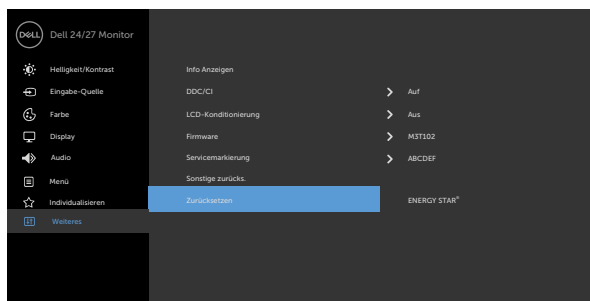 DELL Dell 24/27 Monitor
Helligkeit/Kontrast Info Anzeigen
Eingabe-Quelle DDC/CI Auf
Farbe LCD-Konditionierung Aus
Display Firmware M3T102
Audio Servicemarkierung ABCDEF
Menü Sonstige zurücks.
Individualisieren Zurücksetzen ENERGY STAR®
Weiteres